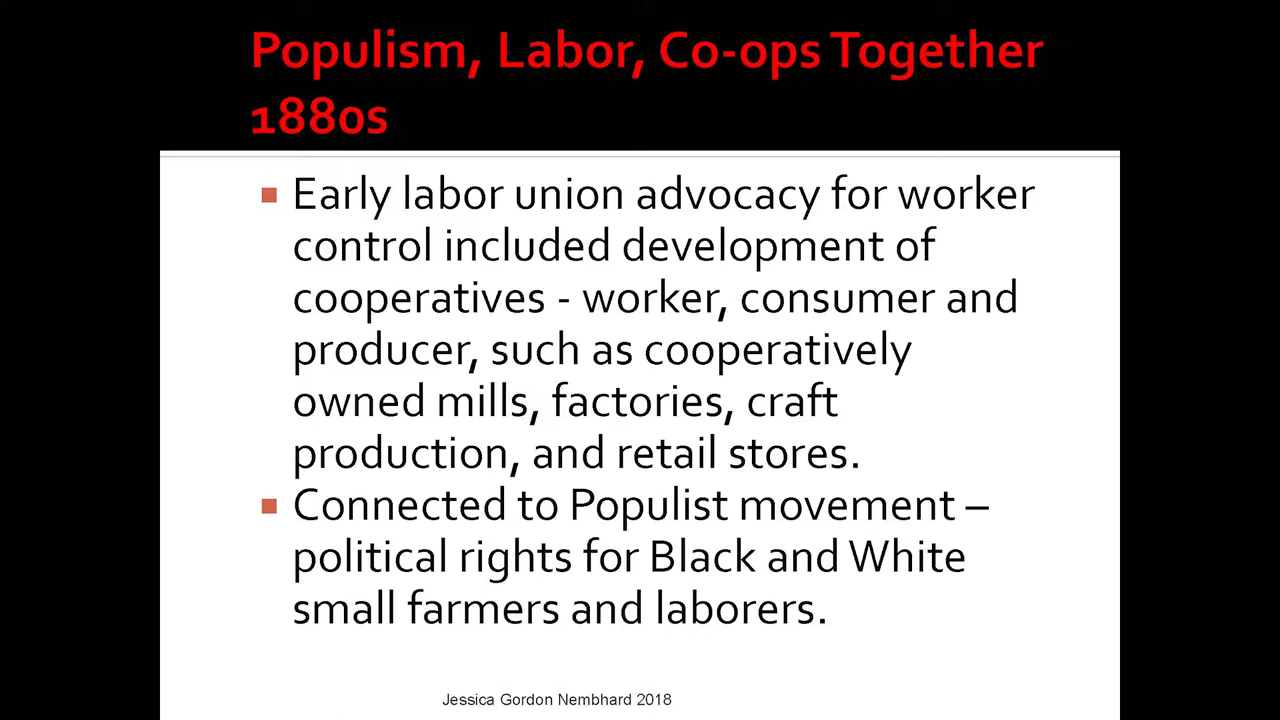 Populism, Labor, Co-ops Together
1880s
Early labor union advocacy for worker
control included development of
cooperatives - worker, consumer and
producer, such as cooperatively
owned mills, factories, craft
production, and retail stores.
Connected to Populist movement –
political rights for Black and White
small farmers and laborers.
Jessica Gordon Nembhard 2018